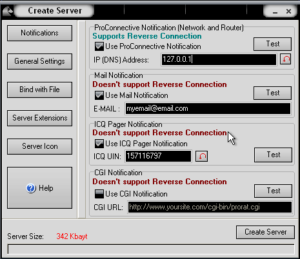 Create Server
Notifications
General Settings
Bind with File
Server Extensions
Server Icon
Help
ProConnective Notification (Network and Router)
Supports Reverse Connection
Use ProConnective Notification
Test
IP (DNS) Address:
127.0.0.1
Mail Notification
Doesn't support Reverse Connection
Use Mail Notification
Test
E-MAIL :
myemail@email.com
ICQ Pager Notification
Doesn't support Reverse Connection
Use ICQ Pager Notification
ICQ UIN:
157116797
Test
CGI Notification
Doesn't support Reverse Connection
Use CGI Notification
Test
CGI URL:
http://www.yoursite.com/cgi-bin/prorat.cgi
Create Server
Server Size:
342 Kbayt